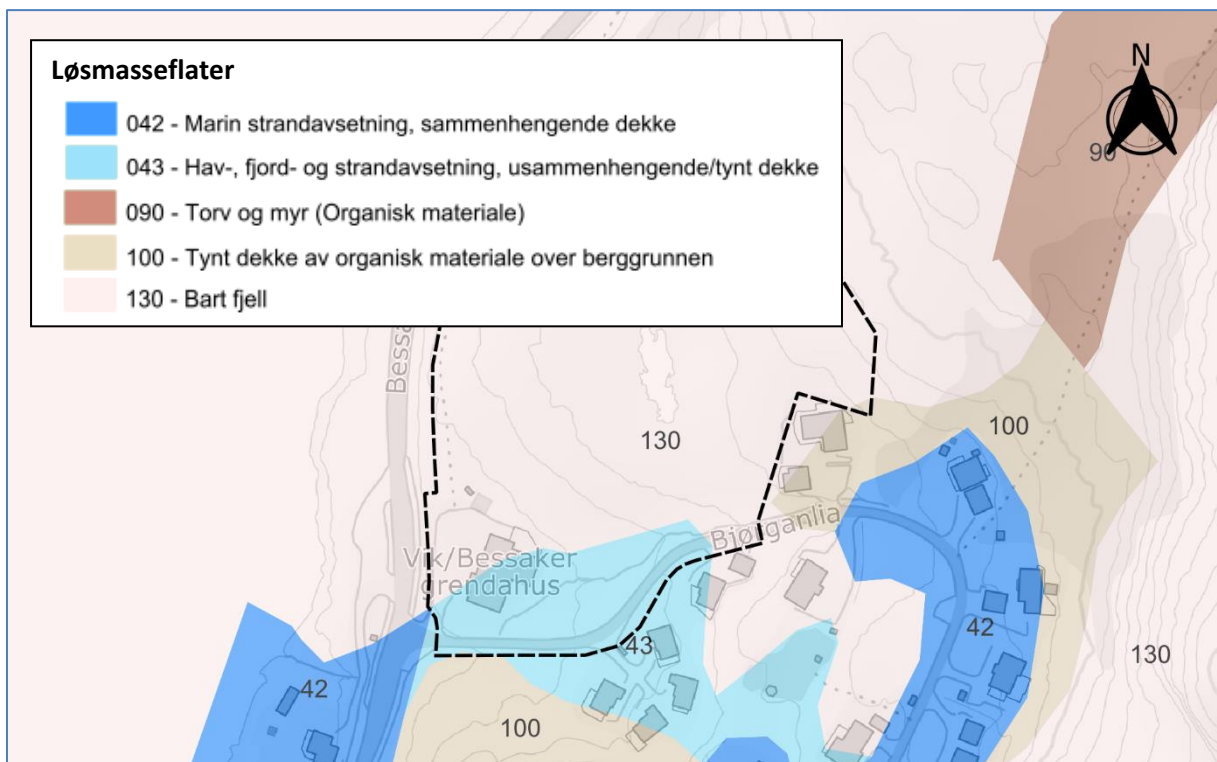 Løsmasseflater
042 - Marin strandavsetning, sammenhengende dekke
043 - Hav-, fjord- og strandavsetning, usammenhengende/tynt dekke
090 - Torv og myr (Organisk materiale)
100 - Tynt dekke av organisk materiale over berggrunnen
130 - Bart fjell
N
90
Bessa
130
100
Bjørganlia
Vik/Bessaker
grendahus
43
42
130
42
100